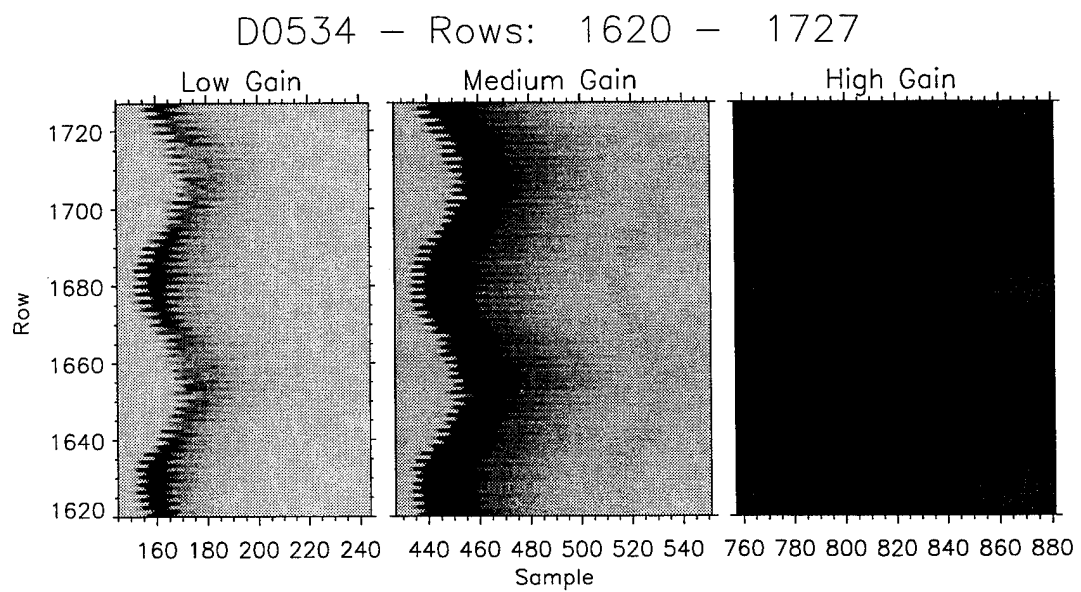 D0534 – Rows: 1620 – 1727
Low Gain
Medium Gain
High Gain
Row
1720
1700
1680
1660
1640
1620
160 180 200 220 240
440 460 480 500 520 540
760 780 800 820 840 860 880
Sample